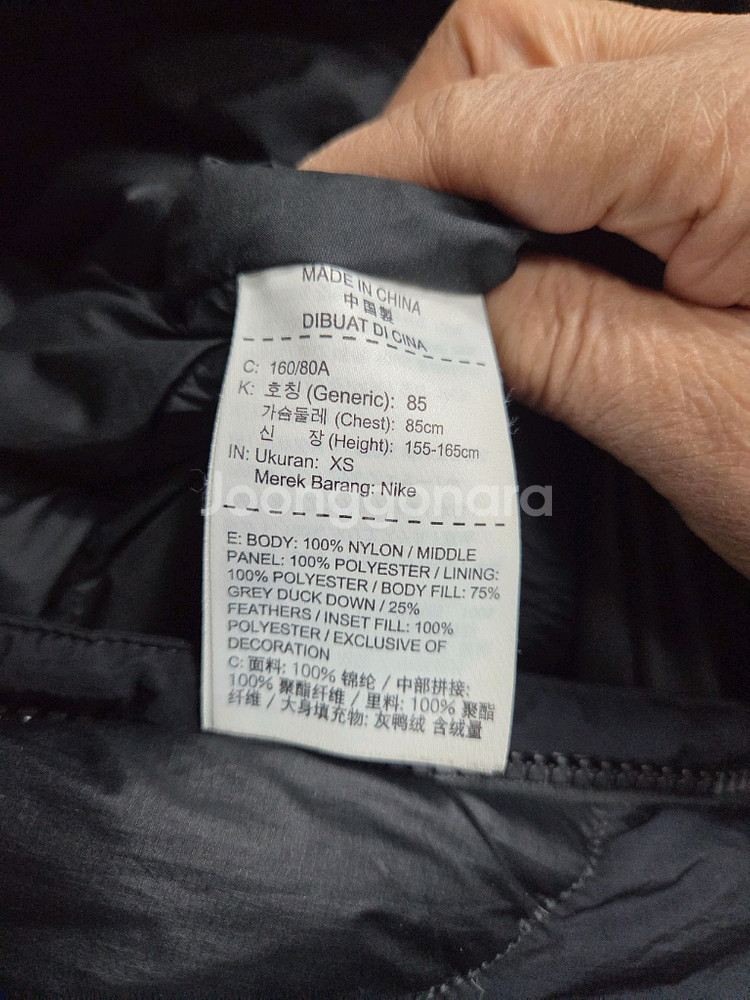 MADE IN CHINA
中国製
DIBUAT DI CINA
C: 160/80A
K: 호칭 (Generic): 85
가슴둘레 (Chest): 85cm
신 장 (Height): 155-165cm
IN: Ukuran: XS
Merek Barang: Nike
Joonggonara
E: BODY: 100% NYLON / MIDDLE
PANEL: 100% POLYESTER / LINING:
100% POLYESTER / BODY FILL: 75%
GREY DUCK DOWN / 25%
FEATHERS / INSET FILL: 100%
POLYESTER / EXCLUSIVE OF
DECORATION
C: 面料: 100% 锦纶 / 中部拼接:
100% 聚酯纤维 / 里料: 100% 聚酯
纤维 / 大身填充物: 灰鸭绒 含绒量